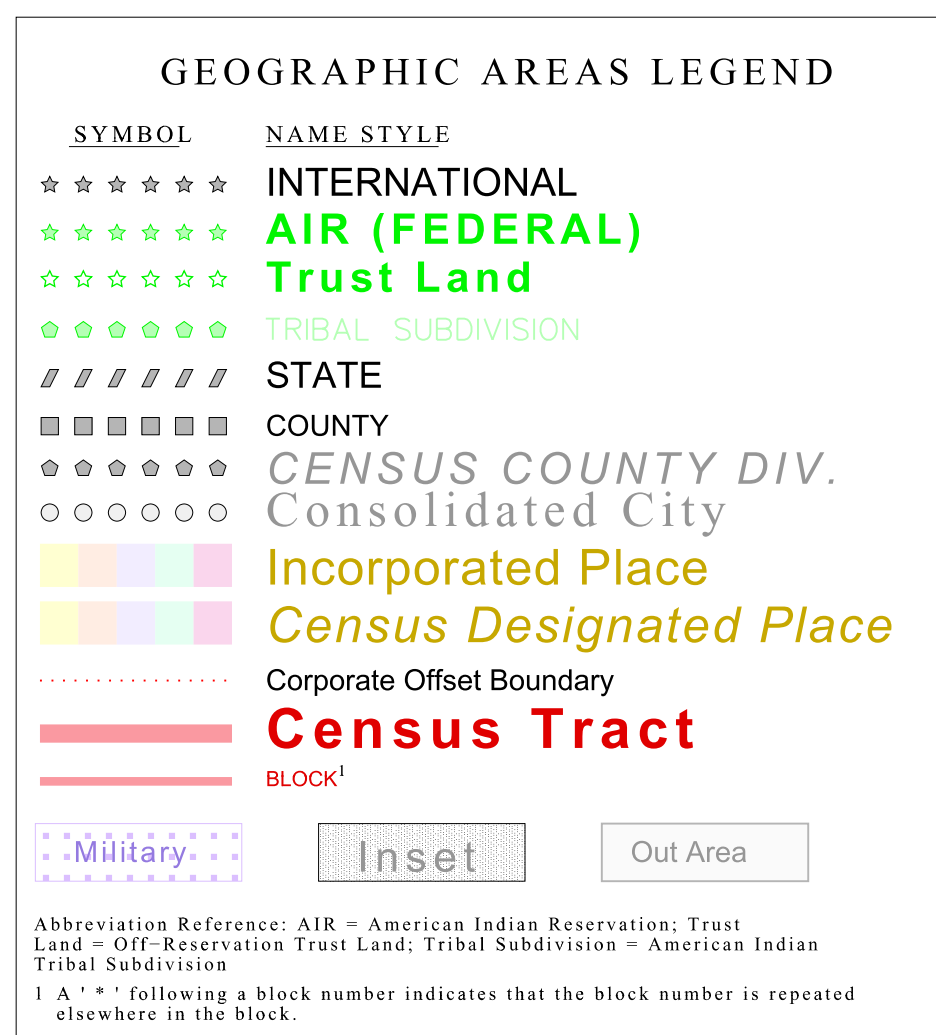 GEOGRAPHIC AREAS LEGEND
SYMBOL NAME STYLE
INTERNATIONAL
AIR (FEDERAL)
Trust Land
TRIBAL SUBDIVISION
STATE
COUNTY
CENSUS COUNTY DIV.
Consolidated City
Incorporated Place
Census Designated Place
Corporate Offset Boundary
Census Tract
BLOCK1
Military Inset Out Area
Abbreviation Reference: AIR = American Indian Reservation; Trust
Land = Off−Reservation Trust Land; Tribal Subdivision = American Indian
Tribal Subdivision
1 A ' * ' following a block number indicates that the block number is repeated
elsewhere in the block.